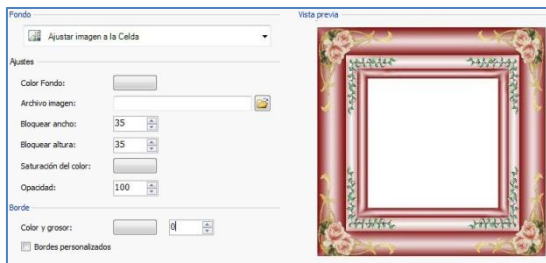 Fondo
Vista previa
Ajustar imagen a la Celda
Ajustes
Color Fondo:
Archivo imagen:
Bloquear ancho: 35
Bloquear altura: 35
Saturación del color:
Opacidad: 100
Borde
Color y grosor: 0
Bordes personalizados